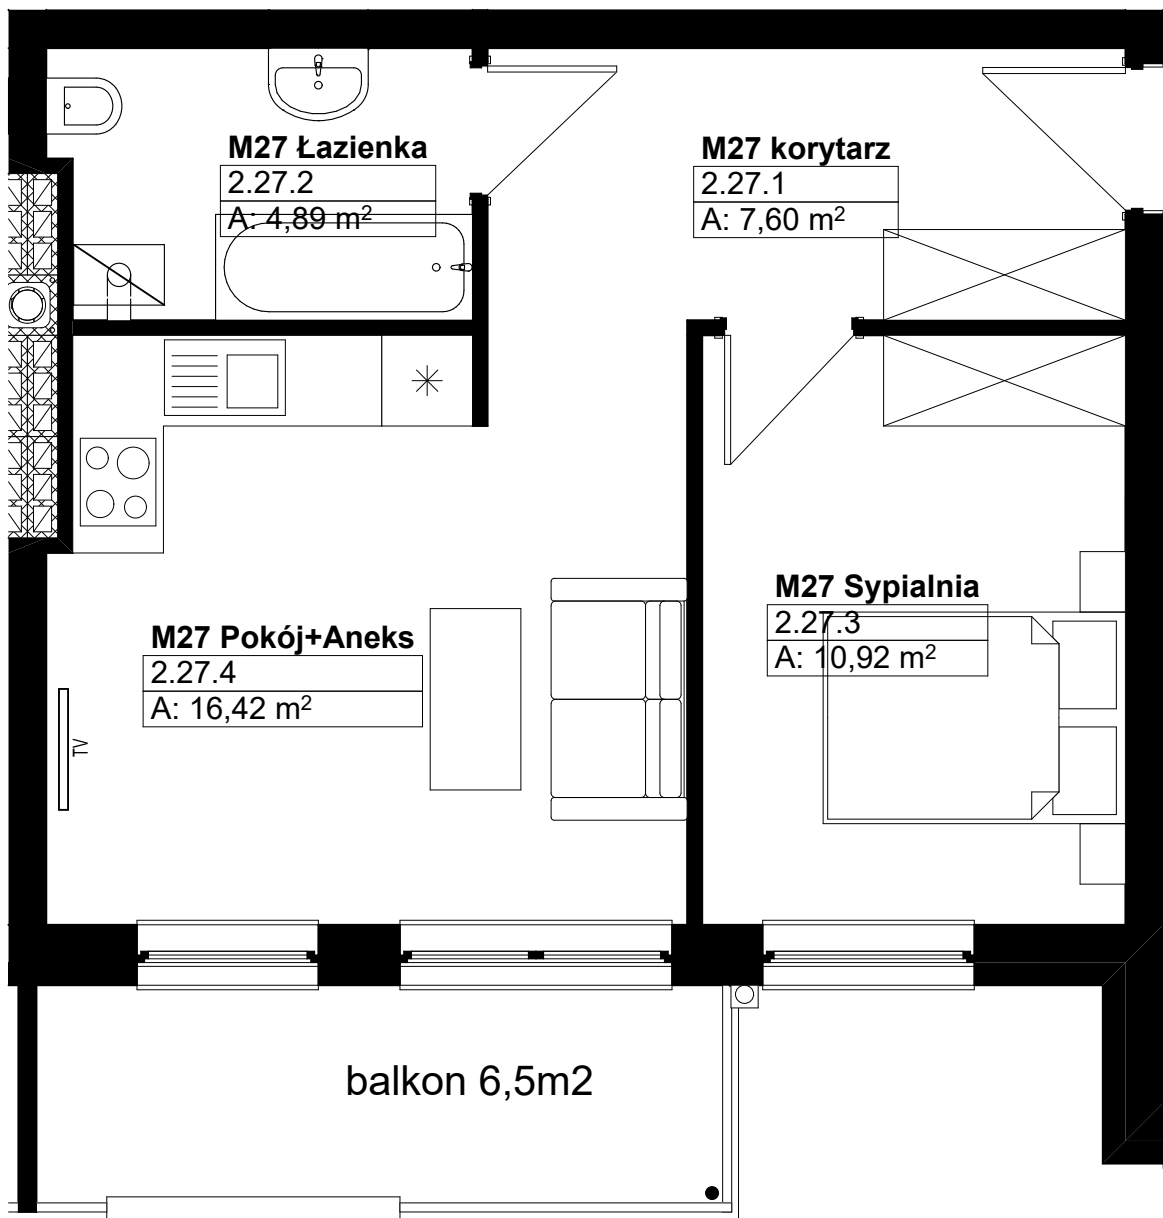 M27 Łazienka
2.27.2
A: 4,89 m²
M27 korytarz
2.27.1
A: 7,60 m²
M27 Sypialnia
2.27.3
A: 10,92 m²
M27 Pokój+Aneks
2.27.4
A: 16,42 m²
TV
balkon 6,5m2